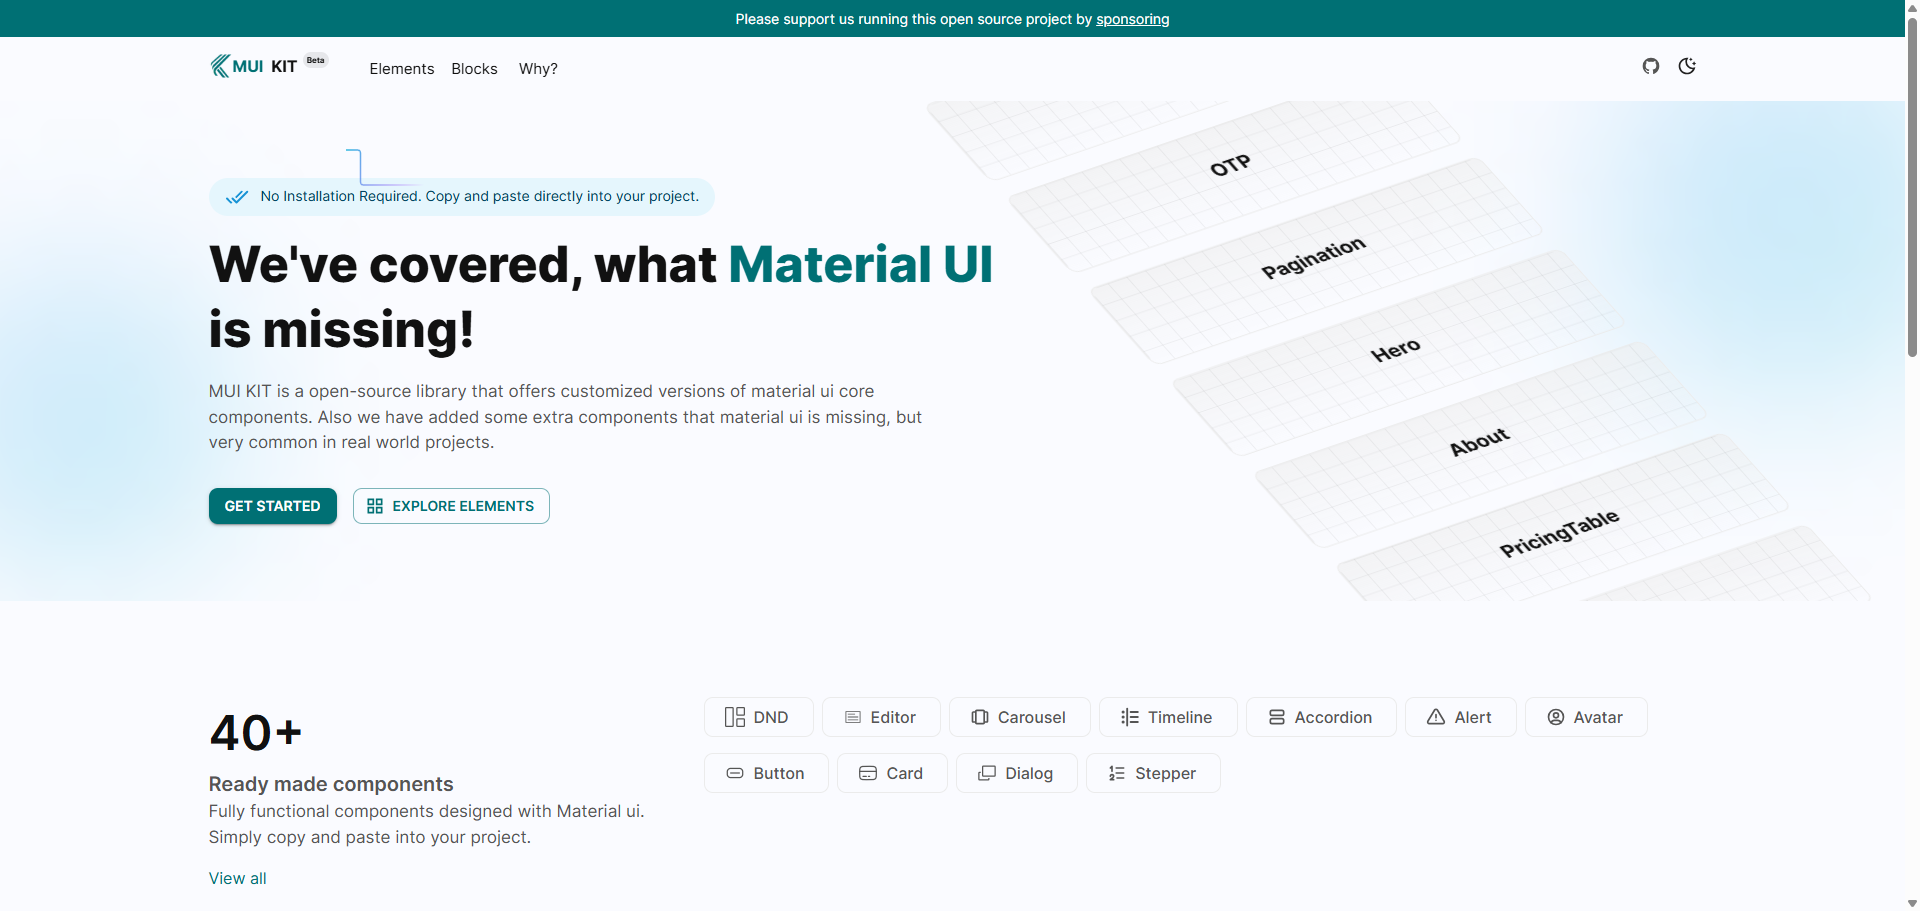 Please support us running this open source project by sponsoring
MUI KIT Beta
Elements Blocks Why?
No Installation Required. Copy and paste directly into your project.
We've covered, what Material UI
is missing!
MUI KIT is a open-source library that offers customized versions of material ui core
components. Also we have added some extra components that material ui is missing, but
very common in real world projects.
GET STARTED
EXPLORE ELEMENTS
OTP
Pagination
Hero
About
PricingTable
40+
Ready made components
Fully functional components designed with Material ui.
Simply copy and paste into your project.
View all
DND Editor Carousel Timeline Accordion Alert Avatar
Button Card Dialog Stepper